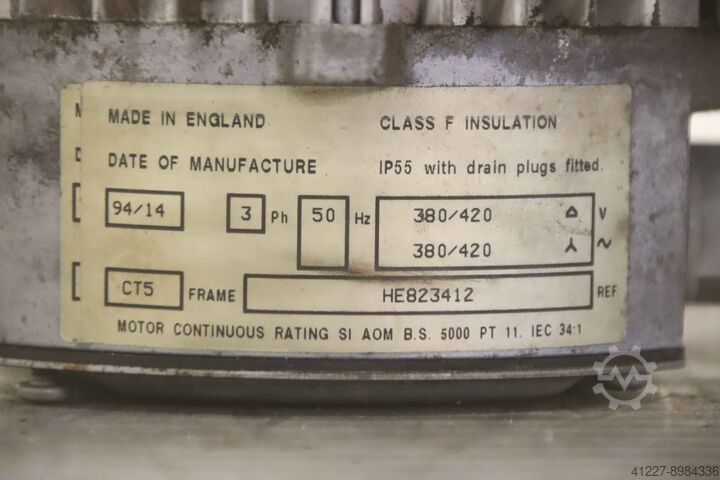 MADE IN ENGLAND CLASS F INSULATION
DATE OF MANUFACTURE IP55 with drain plugs fitted.
94/14 3 Ph 50 Hz 380/420 △ V
380/420 ⅄ ~
CT5 FRAME HE823412 REF
MOTOR CONTINUOUS RATING SI AOM B.S. 5000 PT 11. IEC 34:1
41227-8984336